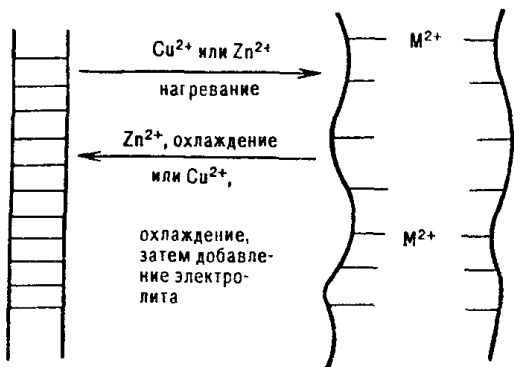 Cu²⁺ или Zn²⁺
нагревание
Zn²⁺, охлаждение
или Cu²⁺,
охлаждение,
затем добавле-
ние электро-
лита
M²⁺
M²⁺